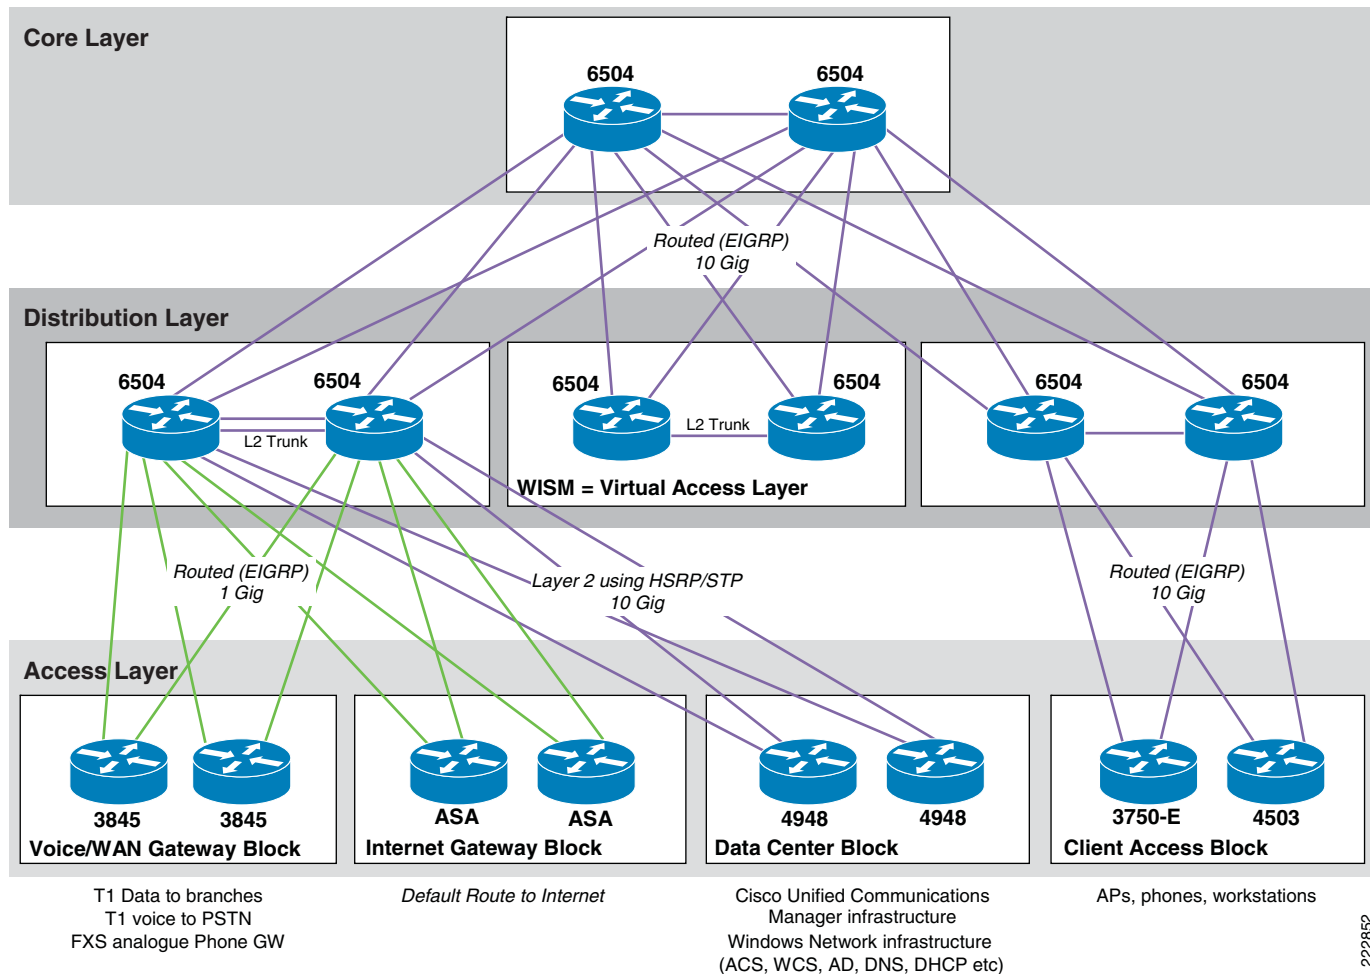 Core Layer
6504
6504
Routed (EIGRP)
10 Gig
Distribution Layer
6504
6504
L2 Trunk
6504
6504
L2 Trunk
WISM = Virtual Access Layer
6504
6504
Routed (EIGRP)
1 Gig
Layer 2 using HSRP/STP
10 Gig
Routed (EIGRP)
10 Gig
Access Layer
3845
3845
Voice/WAN Gateway Block
ASA
ASA
Internet Gateway Block
4948
4948
Data Center Block
3750-E
4503
Client Access Block
T1 Data to branches
T1 voice to PSTN
FXS analogue Phone GW
Default Route to Internet
Cisco Unified Communications
Manager infrastructure
Windows Network infrastructure
(ACS, WCS, AD, DNS, DHCP etc)
APs, phones, workstations
222852